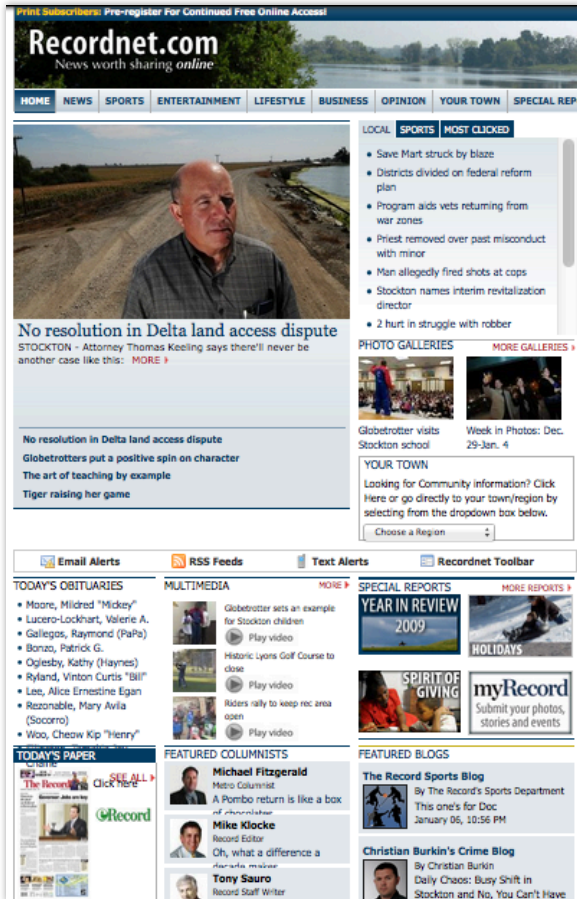 Print Subscribers: Pre-register For Continued Free Online Access!
Recordnet.com
News worth sharing online
HOME NEWS SPORTS ENTERTAINMENT LIFESTYLE BUSINESS OPINION YOUR TOWN SPECIAL REP
No resolution in Delta land access dispute
STOCKTON - Attorney Thomas Keeling says there'll never be
another case like this: MORE
No resolution in Delta land access dispute
Globetrotters put a positive spin on character
The art of teaching by example
Tiger raising her game
LOCAL SPORTS MOST CLICKED
Save Mart struck by blaze
Districts divided on federal reform
plan
Program aids vets returning from
war zones
Priest removed over past misconduct
with minor
Man allegedly fired shots at cops
Stockton names interim revitalization
director
2 hurt in struggle with robber
PHOTO GALLERIES MORE GALLERIES
Globetrotter visits
Stockton school
Week in Photos: Dec.
29-Jan. 4
YOUR TOWN
Looking for Community information? Click
Here or go directly to your town/region by
selecting from the dropdown box below.
Choose a Region
Email Alerts RSS Feeds Text Alerts Recordnet Toolbar
TODAY'S OBITUARIES
Moore, Mildred "Mickey"
Lucero-Lockhart, Valerie A.
Gallegos, Raymond (PaPa)
Bonzo, Patrick G.
Oglesby, Kathy (Haynes)
Ryland, Vinton Curtis "Bill"
Lee, Alice Ernestine Egan
Rezonable, Mary Avila
(Socorro)
Woo, Cheow Kip "Henry"
TODAY'S PAPER
SEE ALL
Click here
The Record
Record
MULTIMEDIA MORE
Globetrotter sets an example
for Stockton children
Play video
Historic Lyons Golf Course to
close
Play video
Riders rally to keep rec area
open
Play video
FEATURED COLUMNISTS
Michael Fitzgerald
Metro Columnist
A Pombo return is like a box
of chocolates
Mike Klocke
Record Editor
Oh, what a difference a
decade makes
Tony Sauro
Record Staff Writer
SPECIAL REPORTS MORE REPORTS
YEAR IN REVIEW
2009
HOLIDAYS
SPIRIT OF
GIVING
myRecord
Submit your photos,
stories and events
FEATURED BLOGS
The Record Sports Blog
By The Record's Sports Department
This one's for Doc
January 06, 10:56 PM
Christian Burkin's Crime Blog
By Christian Burkin
Daily Chaos: Busy Shift in
Stockton and No, You Can't Have